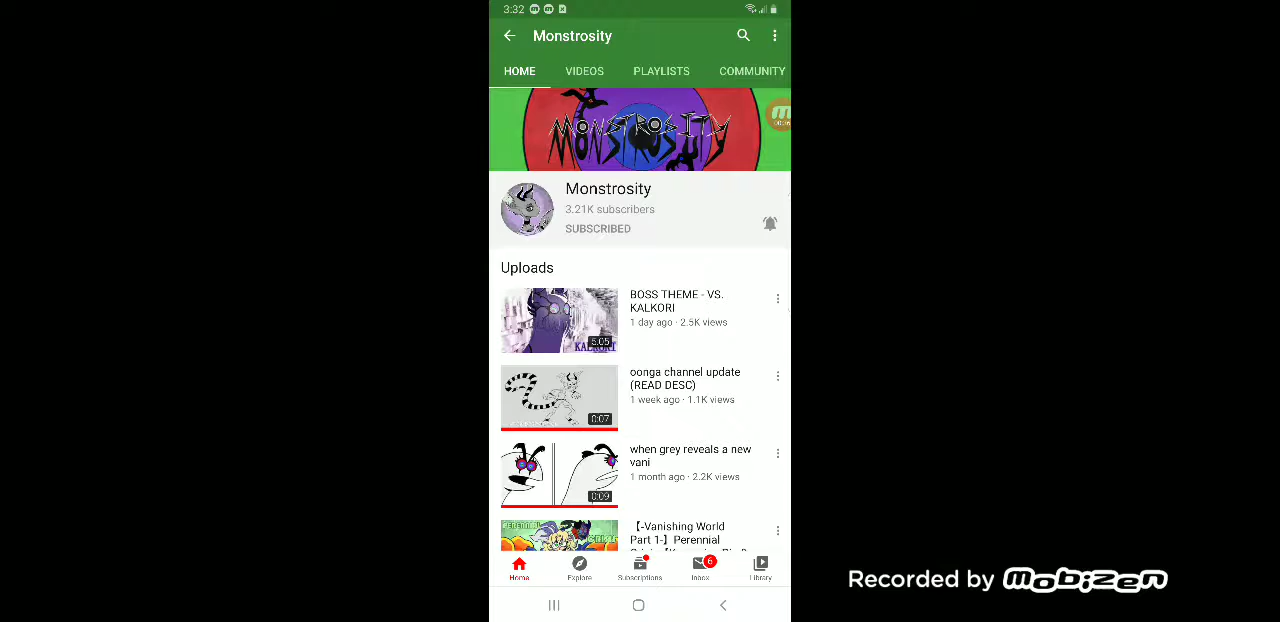 3:32
Monstrosity
HOME VIDEOS PLAYLISTS COMMUNITY
MONSTROSITY
Monstrosity
3.21K subscribers
SUBSCRIBED
Uploads
BOSS THEME - VS.
KALKORI
1 day ago · 2.5K views
5:05
KALKORI
oonga channel update
(READ DESC)
1 week ago · 1.1K views
0:07
when grey reveals a new
vani
1 month ago · 2.2K views
0:09
【-Vanishing World
Part 1-】Perennial
PERENNIAL
Home Explore Subscriptions Inbox 6 Library
Recorded by MOBIZEN